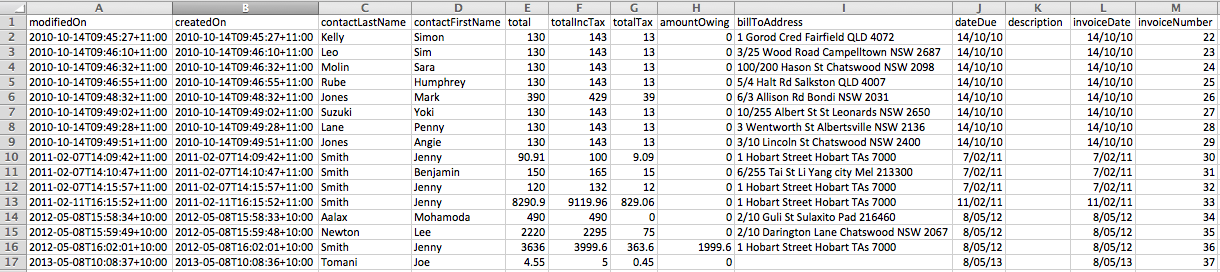 A B C D E F G H I J K L M
1 modifiedOn createdOn contactLastName contactFirstName total totalIncTax totalTax amountOwing billToAddress dateDue description invoiceDate invoiceNumber
2 2010-10-14T09:45:27+11:00 2010-10-14T09:45:27+11:00 Kelly Simon 130 143 13 0 1 Gorod Cred Fairfield QLD 4072 14/10/10 14/10/10 22
3 2010-10-14T09:46:10+11:00 2010-10-14T09:46:10+11:00 Leo Sim 130 143 13 0 3/25 Wood Road Campelltown NSW 2687 14/10/10 14/10/10 23
4 2010-10-14T09:46:32+11:00 2010-10-14T09:46:32+11:00 Molin Sara 130 143 13 0 100/200 Hason St Chatswood NSW 2098 14/10/10 14/10/10 24
5 2010-10-14T09:46:55+11:00 2010-10-14T09:46:55+11:00 Rube Humphrey 130 143 13 0 5/4 Halt Rd Salkston QLD 4007 14/10/10 14/10/10 25
6 2010-10-14T09:48:32+11:00 2010-10-14T09:48:32+11:00 Jones Mark 390 429 39 0 6/3 Allison Rd Bondi NSW 2031 14/10/10 14/10/10 26
7 2010-10-14T09:49:02+11:00 2010-10-14T09:49:02+11:00 Suzuki Yoki 130 143 13 0 10/255 Albert St St Leonards NSW 2650 14/10/10 14/10/10 27
8 2010-10-14T09:49:28+11:00 2010-10-14T09:49:28+11:00 Lane Penny 130 143 13 0 3 Wentworth St Albertsville NSW 2136 14/10/10 14/10/10 28
9 2010-10-14T09:49:51+11:00 2010-10-14T09:49:51+11:00 Jones Angie 130 143 13 0 3/10 Lincoln St Chatswood NSW 2400 14/10/10 14/10/10 29
10 2011-02-07T14:09:42+11:00 2011-02-07T14:09:42+11:00 Smith Jenny 90.91 100 9.09 0 1 Hobart Street Hobart TAs 7000 7/02/11 7/02/11 30
11 2011-02-07T14:10:47+11:00 2011-02-07T14:10:47+11:00 Smith Benjamin 150 165 15 0 6/255 Tai St Li Yang city Mel 213300 7/02/11 7/02/11 31
12 2011-02-07T14:15:57+11:00 2011-02-07T14:15:57+11:00 Smith Jenny 120 132 12 0 1 Hobart Street Hobart TAs 7000 7/02/11 7/02/11 32
13 2011-02-11T16:15:52+11:00 2011-02-11T16:15:52+11:00 Smith Jenny 8290.9 9119.96 829.06 0 1 Hobart Street Hobart TAs 7000 11/02/11 11/02/11 33
14 2012-05-08T15:58:34+10:00 2012-05-08T15:58:33+10:00 Aalax Mohamoda 490 490 0 0 2/10 Guli St Sulaxito Pad 216460 8/05/12 8/05/12 34
15 2012-05-08T15:59:49+10:00 2012-05-08T15:59:48+10:00 Newton Lee 2220 2295 75 0 2/10 Darington Lane Chatswood NSW 2067 8/05/12 8/05/12 35
16 2012-05-08T16:02:01+10:00 2012-05-08T16:02:01+10:00 Smith Jenny 3636 3999.6 363.6 1999.6 1 Hobart Street Hobart TAs 7000 8/05/12 8/05/12 36
17 2013-05-08T10:08:37+10:00 2013-05-08T10:08:36+10:00 Tomani Joe 4.55 5 0.45 0 8/05/13 8/05/13 37